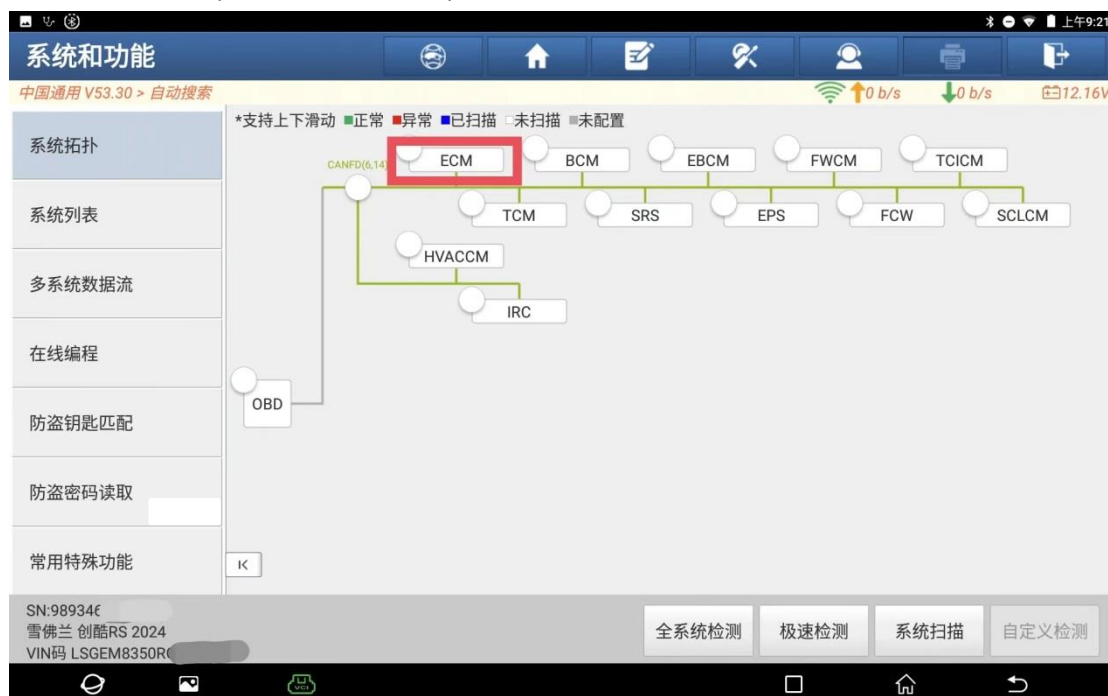 上午9:21
系统和功能
中国通用 V53.30 > 自动搜索
0 b/s
0 b/s
12.16V
*支持上下滑动 正常 异常 已扫描 未扫描 未配置
系统拓扑
系统列表
多系统数据流
在线编程
防盗钥匙匹配
防盗密码读取
常用特殊功能
CANFD(6,14)
ECM
BCM
EBCM
FWCM
TCICM
TCM
SRS
EPS
FCW
SCLCM
HVACCM
IRC
OBD
SN:98934
雪佛兰 创酷RS 2024
VIN码 LSGEM8350R
全系统检测
极速检测
系统扫描
自定义检测
VCI